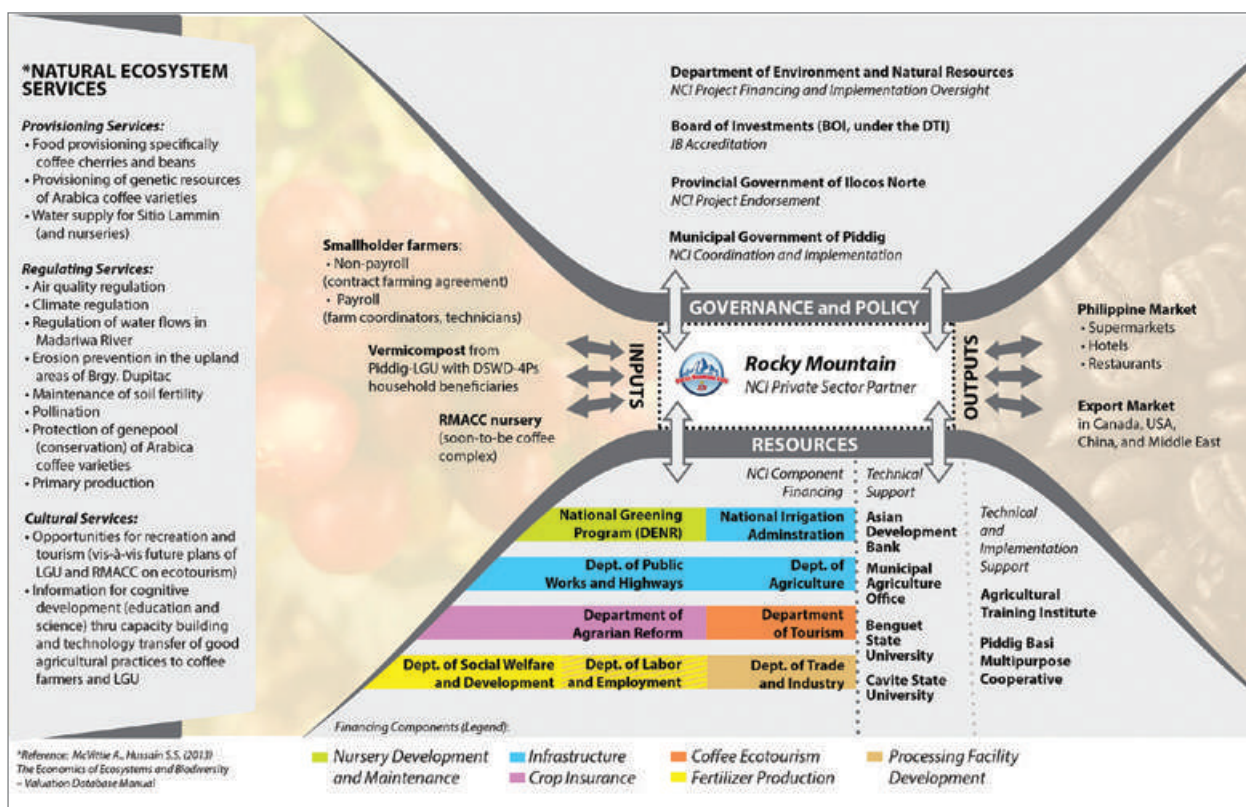 *NATURAL ECOSYSTEM
SERVICES
Provisioning Services:
• Food provisioning specifically
coffee cherries and beans
• Provisioning of genetic resources
of Arabica coffee varieties
• Water supply for Sitio Lammin
(and nurseries)
Regulating Services:
• Air quality regulation
• Climate regulation
• Regulation of water flows in
Madariwa River
• Erosion prevention in the upland
areas of Brgy. Dupitac
• Maintenance of soil fertility
• Pollination
• Protection of genepool
(conservation) of Arabica
coffee varieties
• Primary production
Cultural Services:
• Opportunities for recreation and
tourism (vis-à-vis future plans of
LGU and RMACC on ecotourism)
• Information for cognitive
development (education and
science) thru capacity building
and technology transfer of good
agricultural practices to coffee
farmers and LGU
*Reference: McVittie A., Hussain S.S. (2013)
The Economics of Ecosystems and Biodiversity
– Valuation Database Manual
Department of Environment and Natural Resources
NCI Project Financing and Implementation Oversight
Board of Investments (BOI, under the DTI)
IB Accreditation
Provincial Government of Ilocos Norte
NCI Project Endorsement
Municipal Government of Piddig
NCI Coordination and Implementation
GOVERNANCE and POLICY
Smallholder farmers:
• Non-payroll
(contract farming agreement)
• Payroll
(farm coordinators, technicians)
Vermicompost from
Piddig-LGU with DSWD-4Ps
household beneficiaries
RMACC nursery
(soon-to-be coffee
complex)
INPUTS
Rocky Mountain
NCI Private Sector Partner
OUTPUTS
Philippine Market
• Supermarkets
• Hotels
• Restaurants
Export Market
in Canada, USA,
China, and Middle East
RESOURCES
NCI Component
Financing
National Greening
Program (DENR)
National Irrigation
Adminstration
Dept. of Public
Works and Highways
Dept. of
Agriculture
Department of
Agrarian Reform
Department
of Tourism
Dept. of Social Welfare
and Development
Dept. of Labor
and Employment
Dept. of Trade
and Industry
Technical
Support
Asian
Development
Bank
Municipal
Agriculture
Office
Benguet
State
University
Cavite State
University
Technical
and
Implementation
Support
Agricultural
Training Institute
Piddig Basi
Multipurpose
Cooperative
Financing Components (Legend):
Nursery Development
and Maintenance
Infrastructure
Crop Insurance
Coffee Ecotourism
Fertilizer Production
Processing Facility
Development